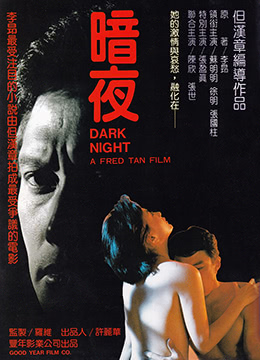 但漢章編導作品
原著/李昂
領銜主演/蘇明明 徐明 張國柱
特別主演/張盈真
聯合主演/陳欣 張世
她的激情與哀愁，融化在──
暗夜
DARK
NIGHT
A FRED TAN FILM
李昂最受注目的小說由但漢章拍成最受爭議的電影
監製/羅維 出品人/許麗華
豐年影業公司出品
GOOD YEAR FILM CO.